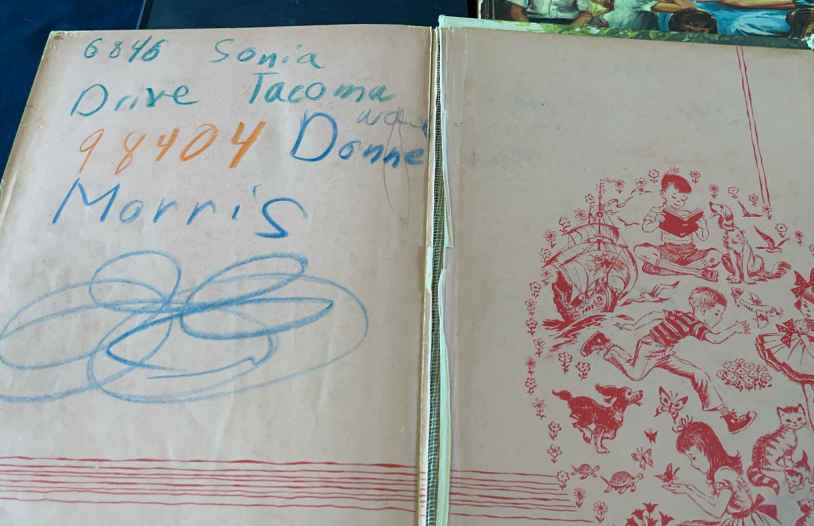 6846 Sonia
Drive Tacoma
98404 Donne
Morris